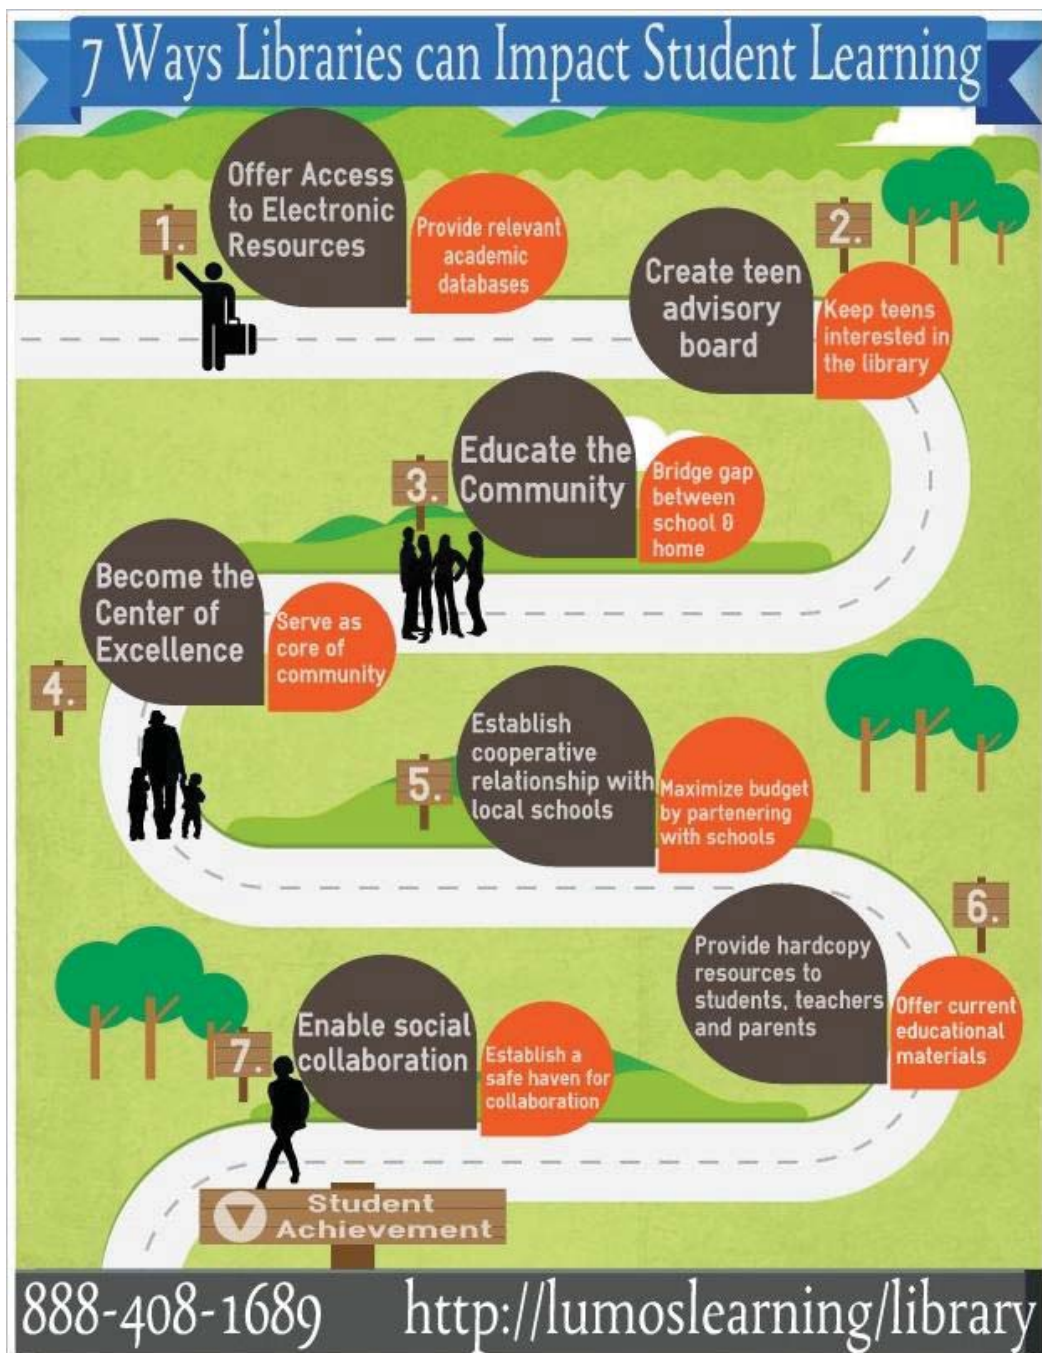 7 Ways Libraries can Impact Student Learning
1.
Offer Access
to Electronic
Resources
Provide relevant
academic
databases
2.
Create teen
advisory
board
Keep teens
interested in
the library
3.
Educate the
Community
Bridge gap
between
school &
home
4.
Become the
Center of
Excellence
Serve as
core of
community
5.
Establish
cooperative
relationship with
local schools
Maximize budget
by partenering
with schools
6.
Provide hardcopy
resources to
students, teachers
and parents
Offer current
educational
materials
7.
Enable social
collaboration
Establish a
safe haven for
collaboration
Student
Achievement
888-408-1689 http://lumoslearning/library